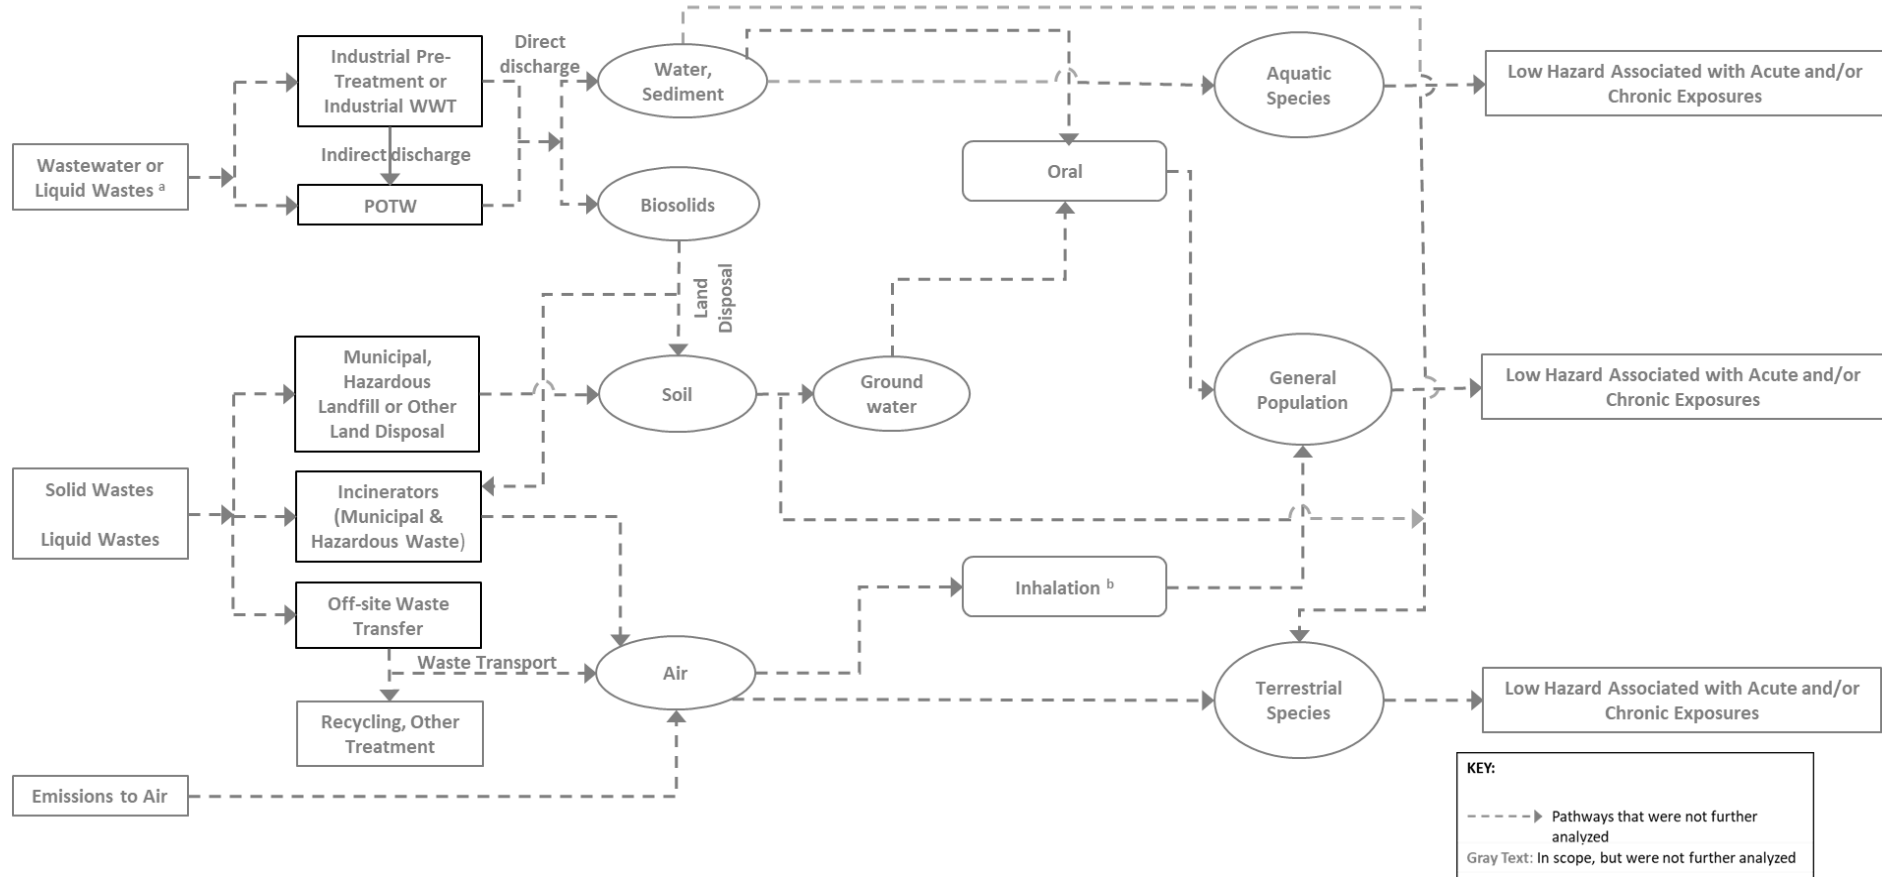 Industrial Pre-
Treatment or
Industrial WWT
Direct
discharge
Water,
Sediment
Aquatic
Species
Low Hazard Associated with Acute and/or
Chronic Exposures
Wastewater or
Liquid Wastes a
Indirect discharge
POTW
Biosolids
Oral
Land
Disposal
Municipal,
Hazardous
Landfill or Other
Land Disposal
Soil
Ground
water
General
Population
Low Hazard Associated with Acute and/or
Chronic Exposures
Solid Wastes
Liquid Wastes
Incinerators
(Municipal &
Hazardous Waste)
Off-site Waste
Transfer
Inhalation b
Waste Transport
Air
Terrestrial
Species
Low Hazard Associated with Acute and/or
Chronic Exposures
Recycling, Other
Treatment
Emissions to Air
KEY:
Pathways that were not further
analyzed
Gray Text: In scope, but were not further analyzed